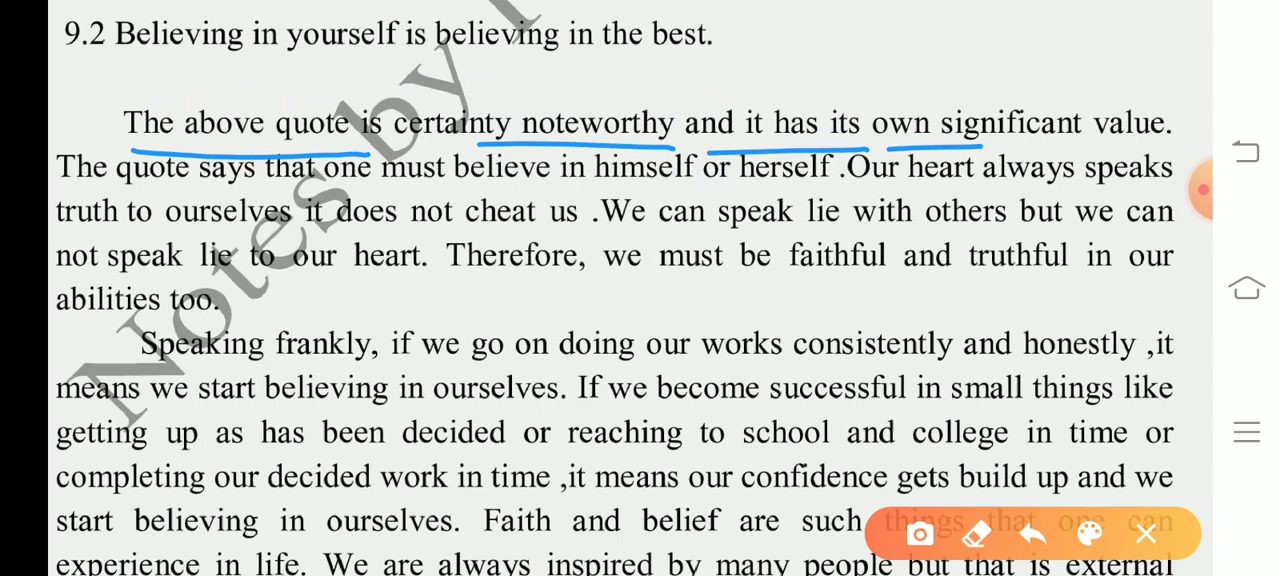 9.2 Believing in yourself is believing in the best.
The above quote is certainty noteworthy and it has its own significant value.
The quote says that one must believe in himself or herself .Our heart always speaks
truth to ourselves it does not cheat us .We can speak lie with others but we can
not speak lie to our heart. Therefore, we must be faithful and truthful in our
abilities too.
Speaking frankly, if we go on doing our works consistently and honestly ,it
means we start believing in ourselves. If we become successful in small things like
getting up as has been decided or reaching to school and college in time or
completing our decided work in time ,it means our confidence gets build up and we
start believing in ourselves. Faith and belief are such things that one can
experience in life. We are always inspired by many people but that is external
Notes by